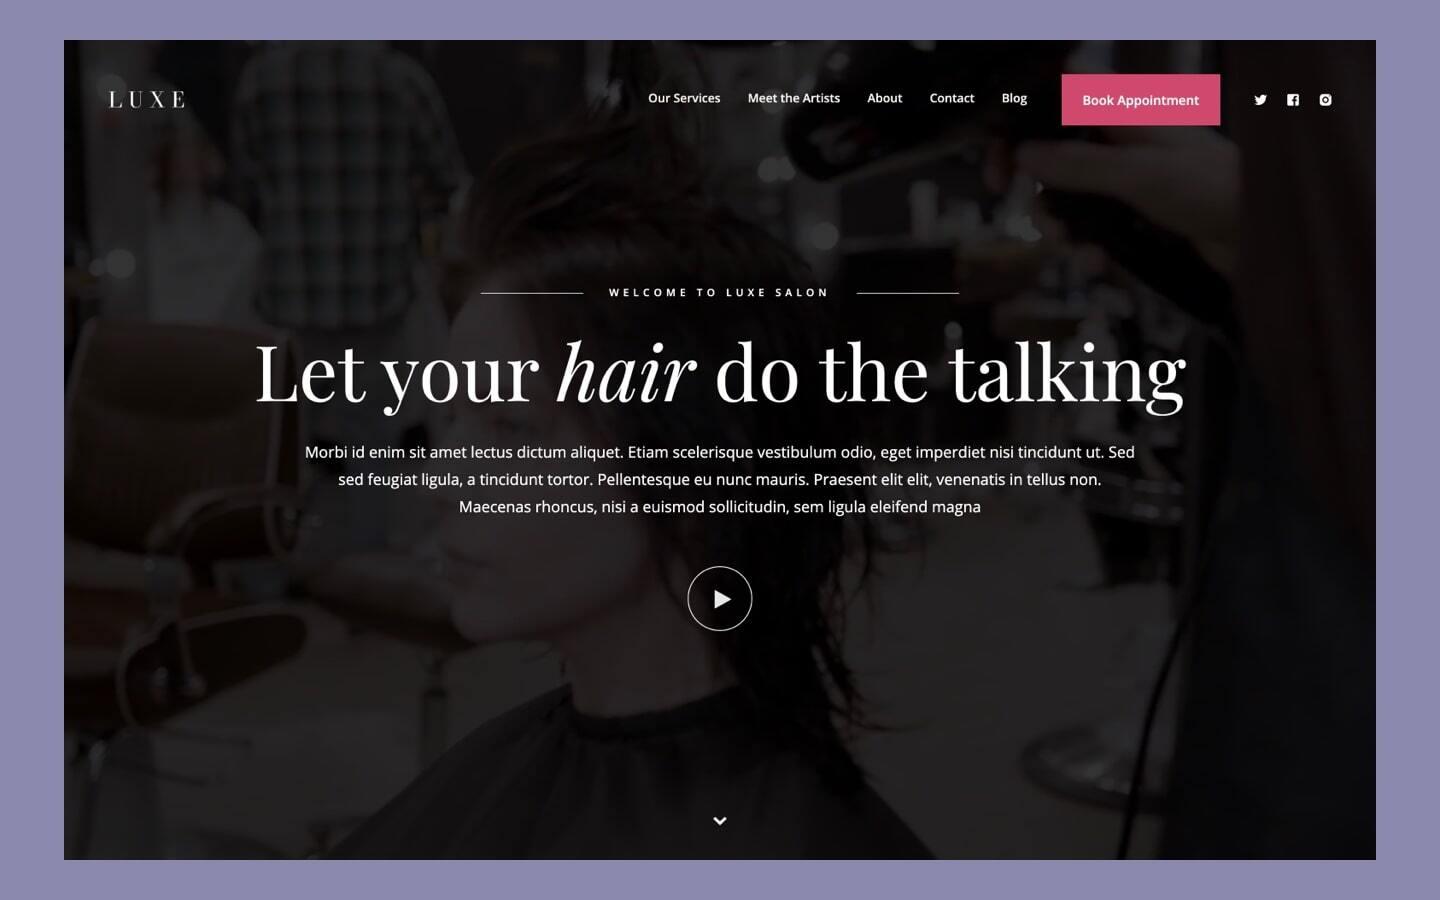 LUXE
Our Services Meet the Artists About Contact Blog Book Appointment
WELCOME TO LUXE SALON
Let your hair do the talking
Morbi id enim sit amet lectus dictum aliquet. Etiam scelerisque vestibulum odio, eget imperdiet nisi tincidunt ut. Sed
sed feugiat ligula, a tincidunt tortor. Pellentesque eu nunc mauris. Praesent elit elit, venenatis in tellus non.
Maecenas rhoncus, nisi a euismod sollicitudin, sem ligula eleifend magna